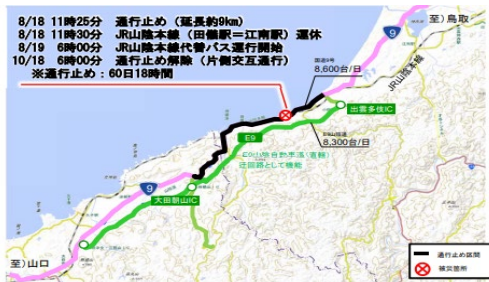 8/18 11時25分 通行止め（延長約9km）
8/18 11時30分 JR山陰本線（田儀駅＝江南駅）運休
8/19 6時00分 JR山陰本線代替バス運行開始
10/18 6時00分 通行止め解除（片側交互通行）
※通行止め：60日18時間
至）鳥取
9
国道9号
8,600台/日
JR山陰本線
出雲多伎IC
8,300台/日
E9
E9山陰自動車道（直轄）
迂回路として機能
9
大田朝山IC
至）山口
通行止め区間
被災箇所